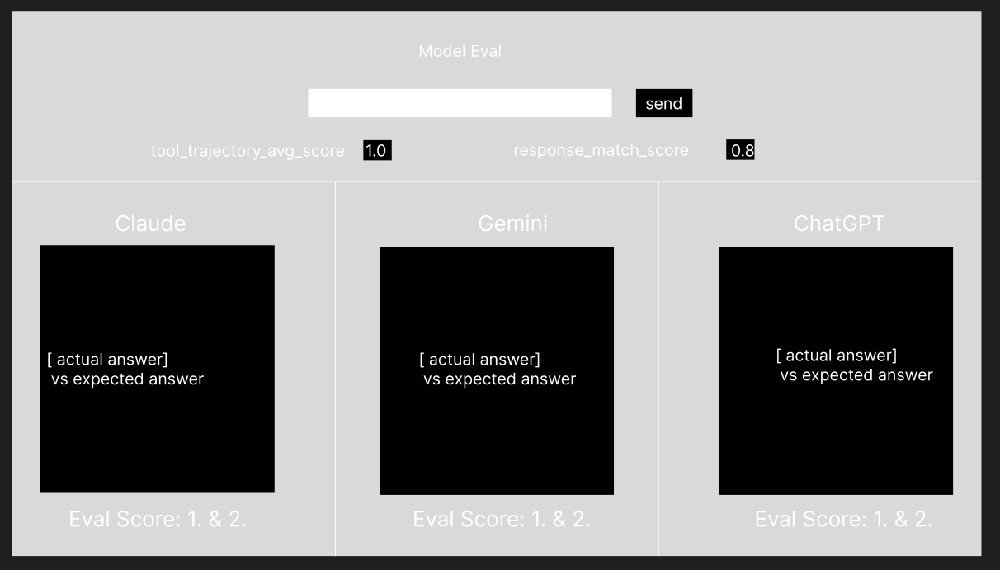 Model Eval
send
tool_trajectory_avg_score 1.0 response_match_score 0.8
Claude
Gemini
ChatGPT
[ actual answer]
vs expected answer
[ actual answer]
vs expected answer
[ actual answer]
vs expected answer
Eval Score: 1. & 2.
Eval Score: 1. & 2.
Eval Score: 1. & 2.